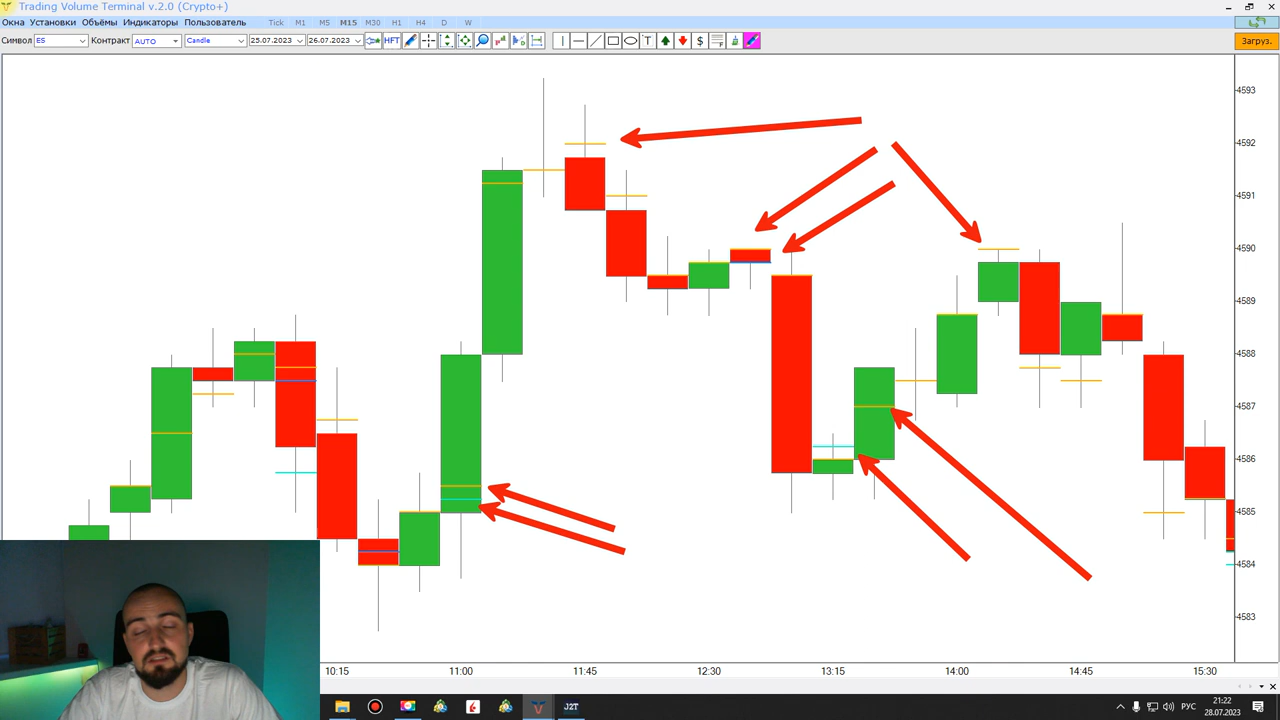 Trading Volume Terminal v.2.0 (Crypto+)
Окна Установки Объёмы Индикаторы Пользователь Tick M1 M5 M15 M30 H1 H4 D W
Символ ES Контракт AUTO Candle 25.07.2023 26.07.2023 HFT T $ Загруз.
4593
4592
4591
4590
4589
4588
4587
4586
4585
4584
4583
10:15 11:00 11:45 12:30 13:15 14:00 14:45 15:30
J2T РУС 21:22
28.07.2023